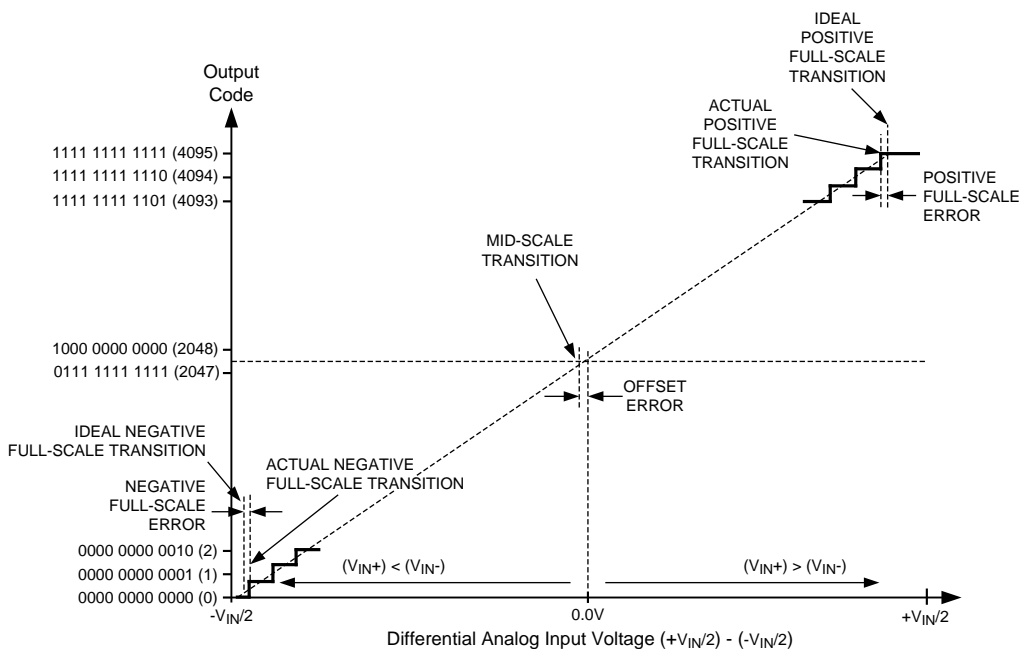 IDEAL
POSITIVE
FULL-SCALE
TRANSITION
Output
Code
ACTUAL
POSITIVE
FULL-SCALE
TRANSITION
1111 1111 1111 (4095)
1111 1111 1110 (4094)
1111 1111 1101 (4093)
POSITIVE
FULL-SCALE
ERROR
MID-SCALE
TRANSITION
1000 0000 0000 (2048)
0111 1111 1111 (2047)
OFFSET
ERROR
IDEAL NEGATIVE
FULL-SCALE TRANSITION
ACTUAL NEGATIVE
FULL-SCALE TRANSITION
NEGATIVE
FULL-SCALE
ERROR
0000 0000 0010 (2)
0000 0000 0001 (1)
0000 0000 0000 (0)
(VIN+) < (VIN-)
(VIN+) > (VIN-)
-VIN/2
0.0V
+VIN/2
Differential Analog Input Voltage (+VIN/2) - (-VIN/2)